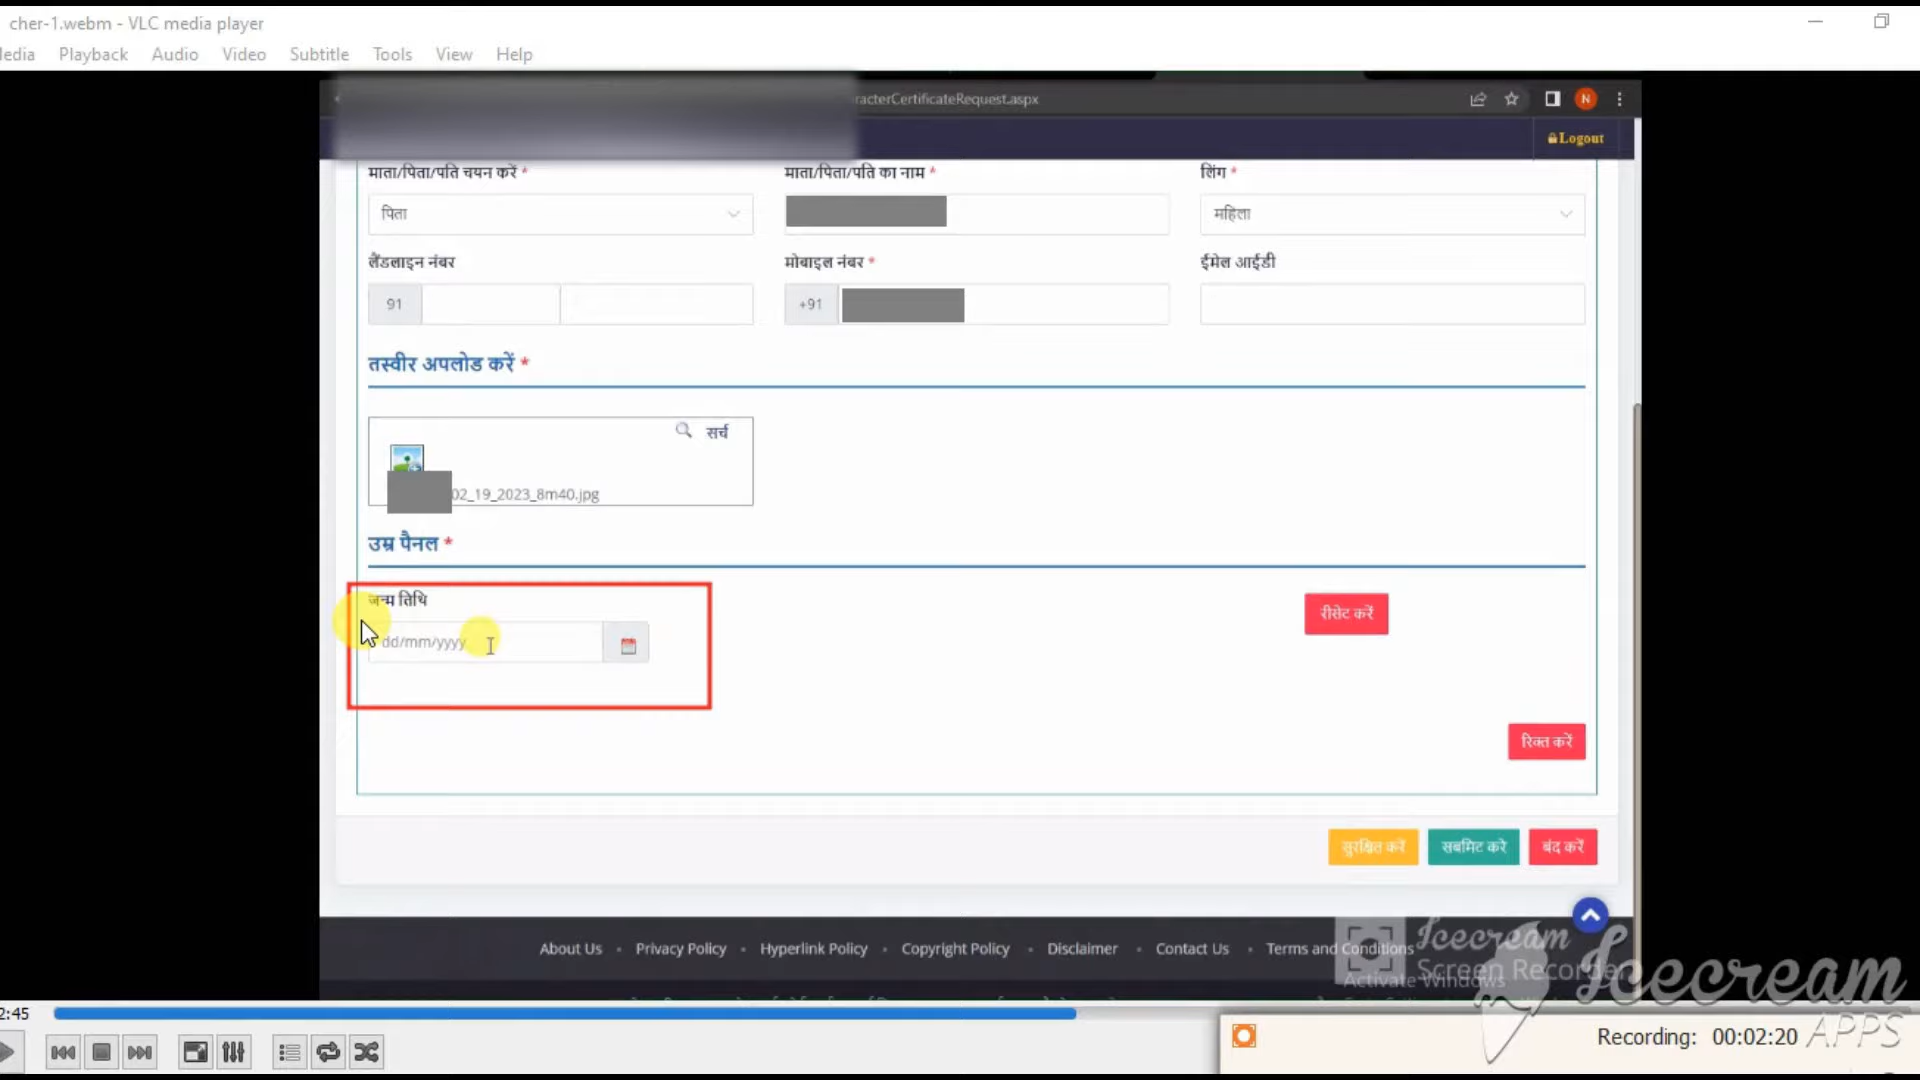 cher-1.webm - VLC media player
Playback Audio Video Subtitle Tools View Help
racterCertificateRequest.aspx
N
Logout
माता/पिता/पति चयन करें *
माता/पिता/पति का नाम *
लिंग *
पिता
महिला
लैंडलाइन नंबर
मोबाइल नंबर *
ईमेल आईडी
91
+91
तस्वीर अपलोड करें *
सर्च
02_19_2023_8m40.jpg
उम्र पैनल *
जन्म तिथि
रीसेट करें
dd/mm/yyyy
रिक्त करें
सुरक्षित करें सबमिट करे बंद करें
About Us • Privacy Policy • Hyperlink Policy • Copyright Policy • Disclaimer • Contact Us • Terms and Conditions
Icecream
Screen Recorder
Activate Windows
Icecream
APPS
2:45
Recording: 00:02:20